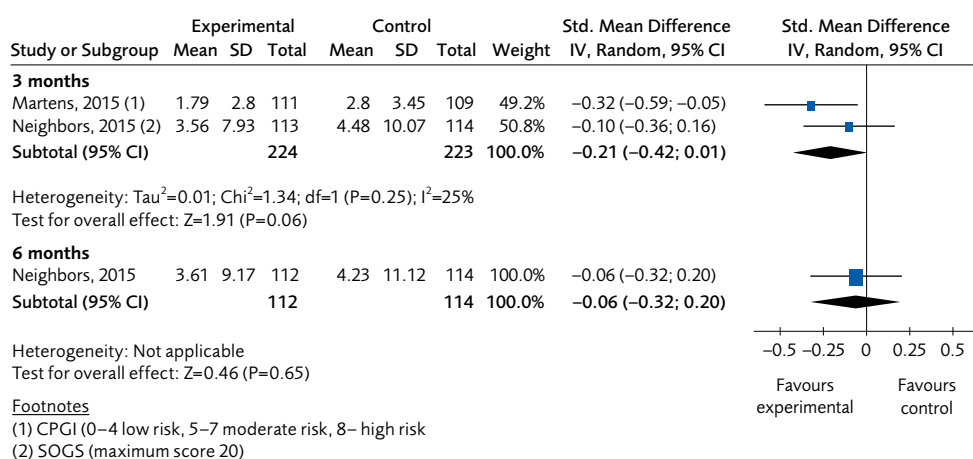 Experimental Control Std. Mean Difference Std. Mean Difference
Study or Subgroup Mean SD Total Mean SD Total Weight IV, Random, 95% CI IV, Random, 95% CI
3 months
Martens, 2015 (1) 1.79 2.8 111 2.8 3.45 109 49.2% −0.32 (−0.59; −0.05)
Neighbors, 2015 (2) 3.56 7.93 113 4.48 10.07 114 50.8% −0.10 (−0.36; 0.16)
Subtotal (95% CI) 224 223 100.0% −0.21 (−0.42; 0.01)
Heterogeneity: Tau²=0.01; Chi²=1.34; df=1 (P=0.25); I²=25%
Test for overall effect: Z=1.91 (P=0.06)
6 months
Neighbors, 2015 3.61 9.17 112 4.23 11.12 114 100.0% −0.06 (−0.32; 0.20)
Subtotal (95% CI) 112 114 100.0% −0.06 (−0.32; 0.20)
Heterogeneity: Not applicable
Test for overall effect: Z=0.46 (P=0.65)
−0.5 −0.25 0 0.25 0.5
Favours Favours
experimental control
Footnotes
(1) CPGI (0–4 low risk, 5–7 moderate risk, 8– high risk
(2) SOGS (maximum score 20)